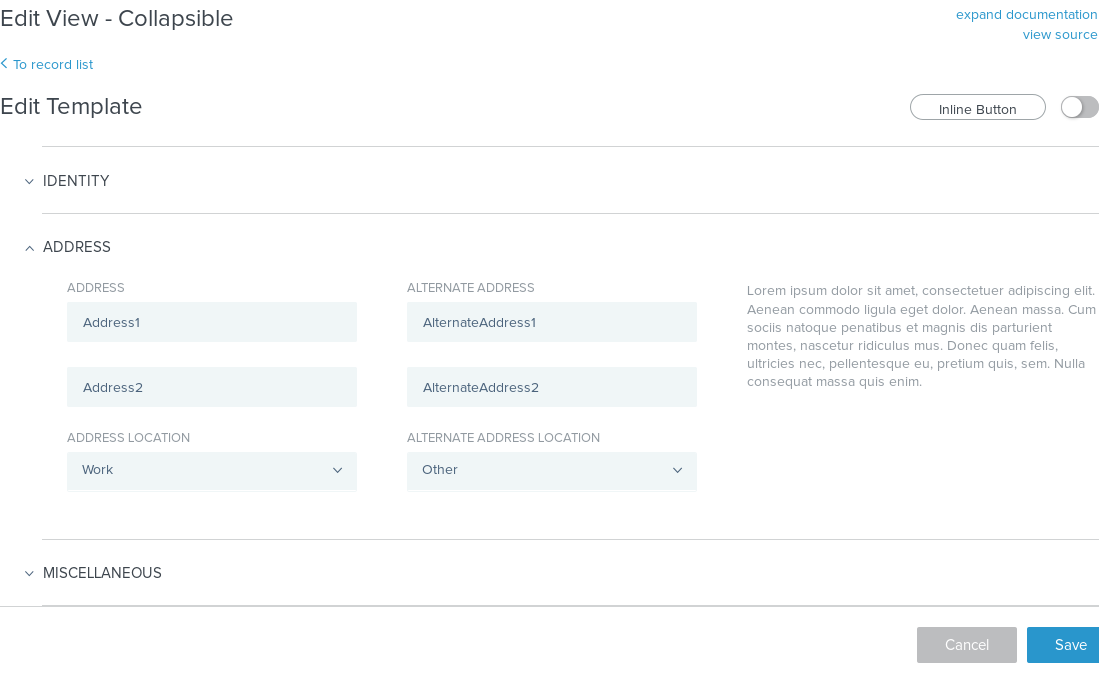 Edit View - Collapsible
expand documentation
view source
To record list
Edit Template
Inline Button
IDENTITY
ADDRESS
ADDRESS
ALTERNATE ADDRESS
Address1
AlternateAddress1
Address2
AlternateAddress2
ADDRESS LOCATION
ALTERNATE ADDRESS LOCATION
Work
Other
Lorem ipsum dolor sit amet, consectetuer adipiscing elit.
Aenean commodo ligula eget dolor. Aenean massa. Cum
sociis natoque penatibus et magnis dis parturient
montes, nascetur ridiculus mus. Donec quam felis,
ultricies nec, pellentesque eu, pretium quis, sem. Nulla
consequat massa quis enim.
MISCELLANEOUS
Cancel
Save